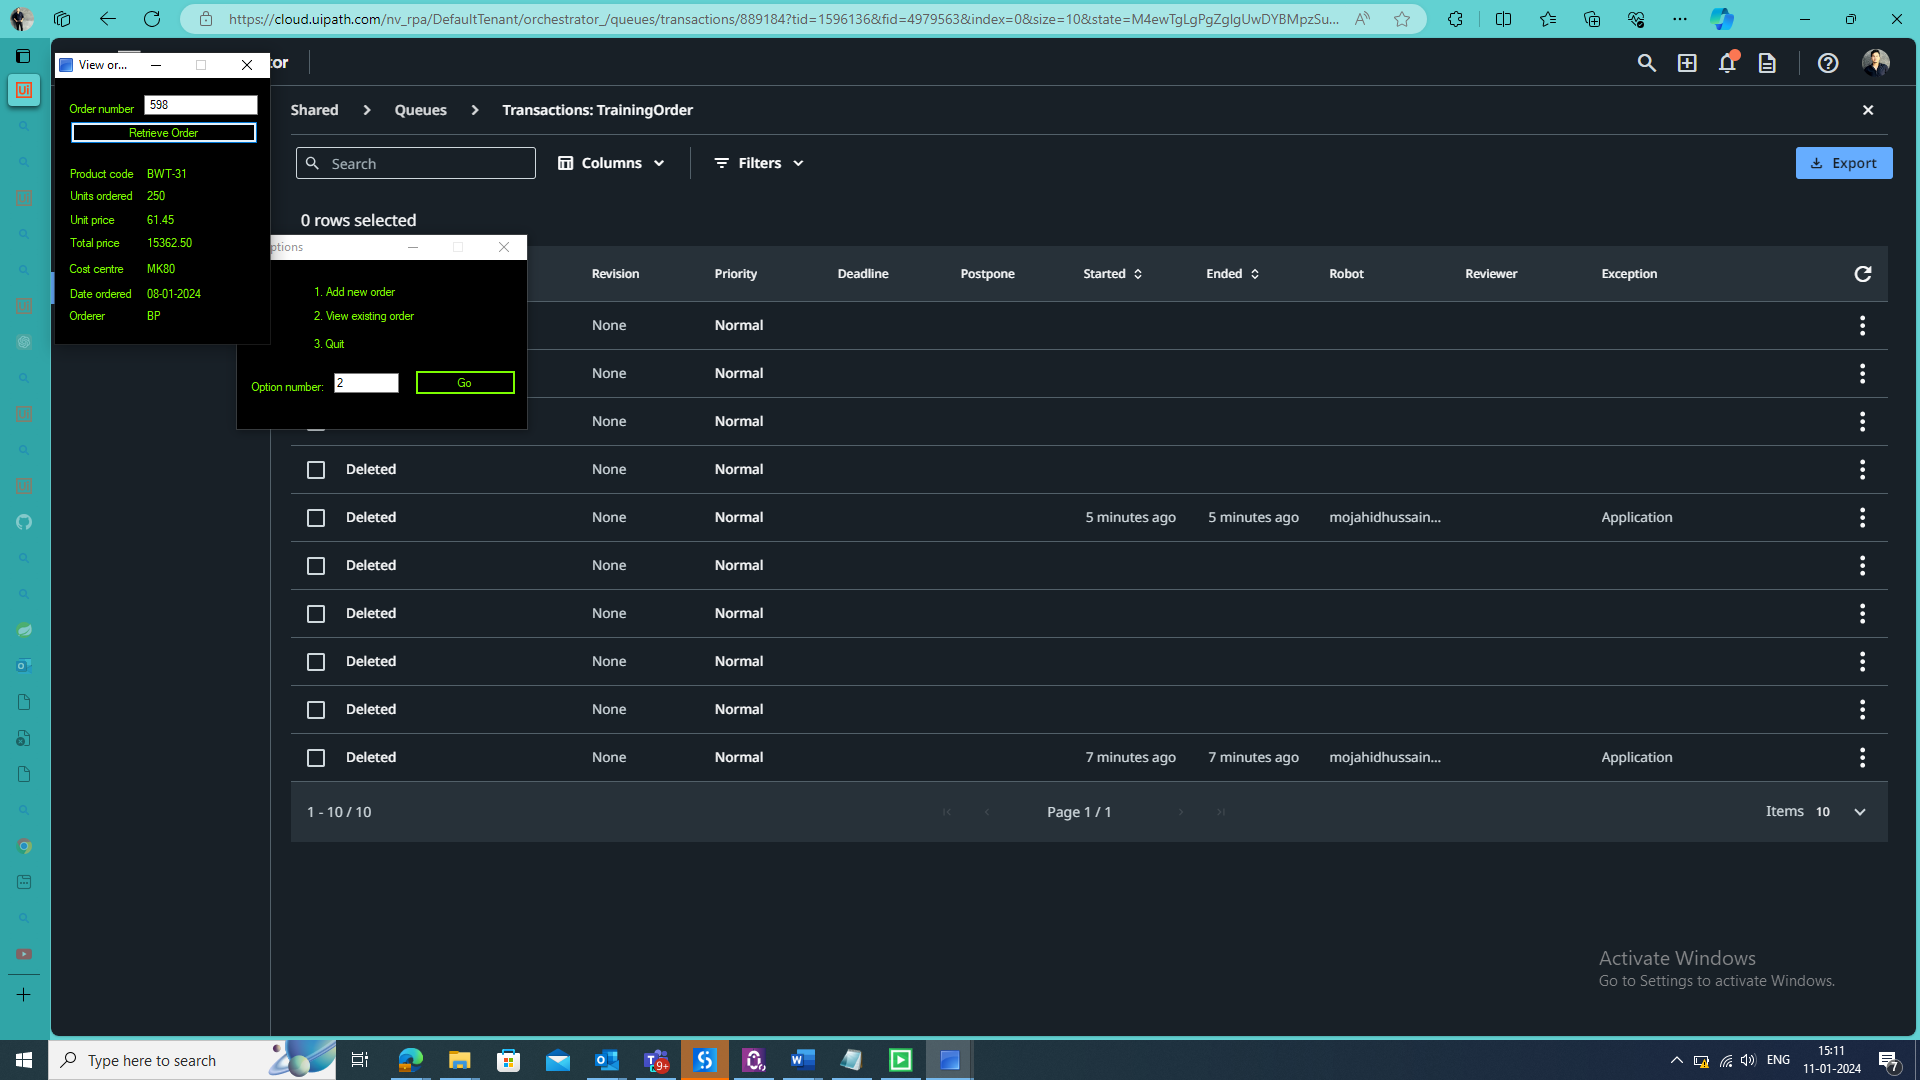 https://cloud.uipath.com/nv_rpa/DefaultTenant/orchestrator_/queues/transactions/889184?tid=1596136&fid=4979563&index=0&size=10&state=M4ewTgLgPgZgIgUwDYBMpzSu...
View or...
tor
Order number 598
Retrieve Order
Product code BWT-31
Units ordered 250
Unit price 61.45
Total price 15362.50
Cost centre MK80
Date ordered 08-01-2024
Orderer BP
ptions
1. Add new order
2. View existing order
3. Quit
Option number: 2 Go
Shared > Queues > Transactions: TrainingOrder
Search Columns Filters Export
0 rows selected
Revision Priority Deadline Postpone Started Ended Robot Reviewer Exception
None Normal
None Normal
None Normal
Deleted None Normal
Deleted None Normal 5 minutes ago 5 minutes ago mojahidhussain... Application
Deleted None Normal
Deleted None Normal
Deleted None Normal
Deleted None Normal
Deleted None Normal 7 minutes ago 7 minutes ago mojahidhussain... Application
1 - 10 / 10 Page 1 / 1 Items 10
Activate Windows
Go to Settings to activate Windows.
Type here to search 9+ ENG 15:11
11-01-2024 7